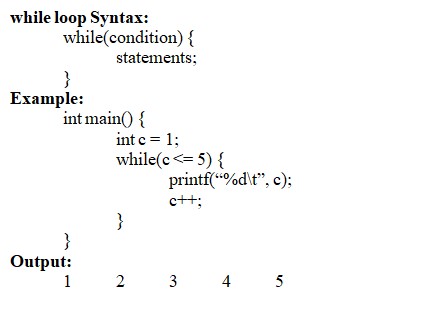 while loop Syntax:
while(condition) {
statements;
}
Example:
int main() {
int c = 1;
while(c <= 5) {
printf(“%d\t”, c);
c++;
}
}
Output:
1 2 3 4 5